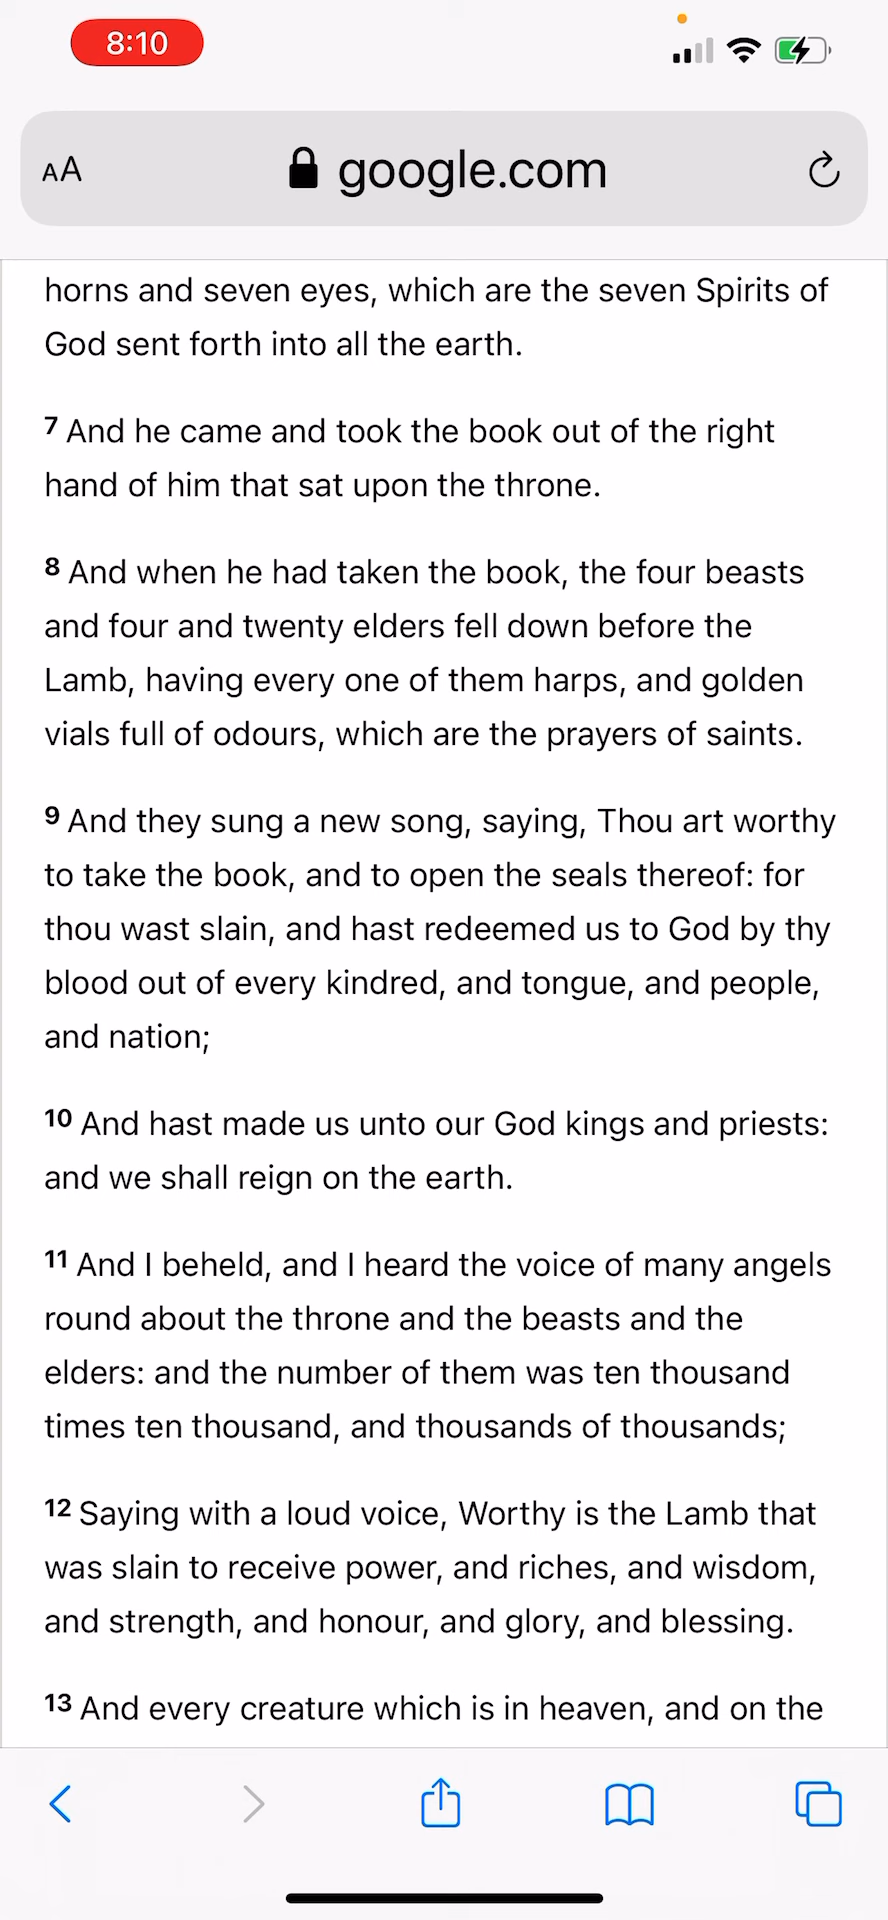 8:10
AA google.com
horns and seven eyes, which are the seven Spirits of
God sent forth into all the earth.
7 And he came and took the book out of the right
hand of him that sat upon the throne.
8 And when he had taken the book, the four beasts
and four and twenty elders fell down before the
Lamb, having every one of them harps, and golden
vials full of odours, which are the prayers of saints.
9 And they sung a new song, saying, Thou art worthy
to take the book, and to open the seals thereof: for
thou wast slain, and hast redeemed us to God by thy
blood out of every kindred, and tongue, and people,
and nation;
10 And hast made us unto our God kings and priests:
and we shall reign on the earth.
11 And I beheld, and I heard the voice of many angels
round about the throne and the beasts and the
elders: and the number of them was ten thousand
times ten thousand, and thousands of thousands;
12 Saying with a loud voice, Worthy is the Lamb that
was slain to receive power, and riches, and wisdom,
and strength, and honour, and glory, and blessing.
13 And every creature which is in heaven, and on the